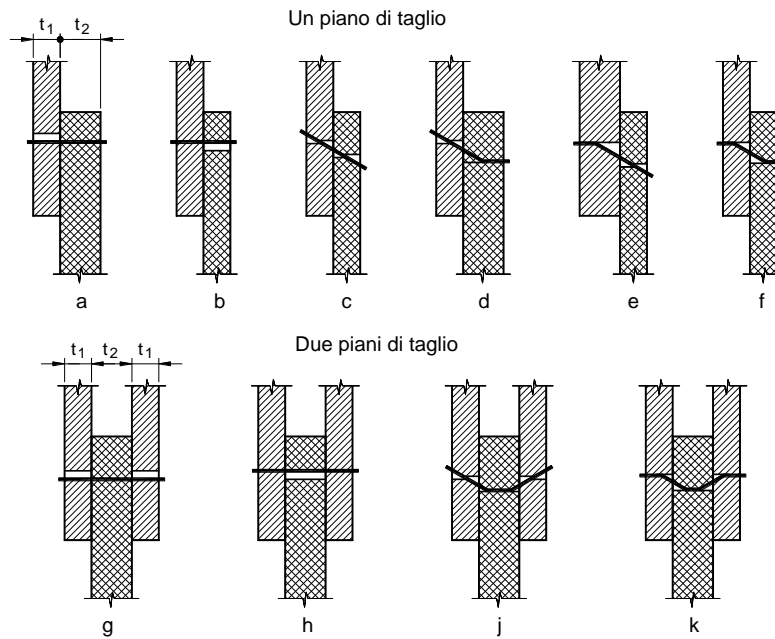 Un piano di taglio
t1 t2
a b c d e f
Due piani di taglio
t1 t2 t1
g h j k